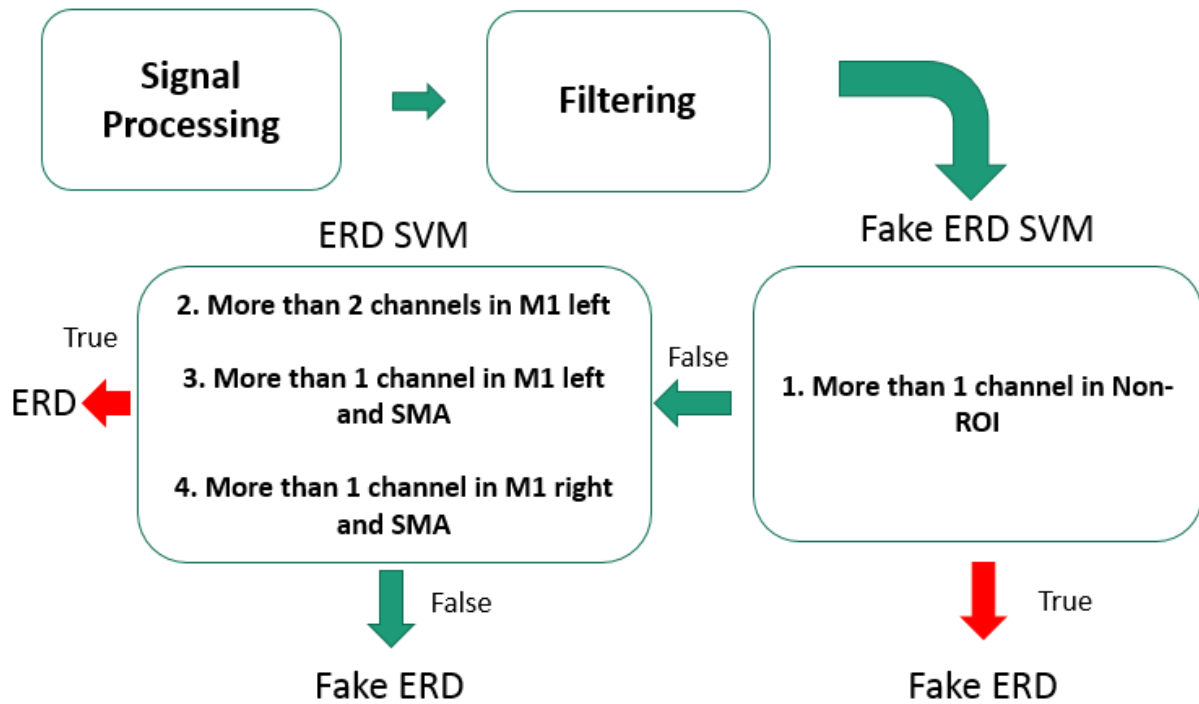 Signal
Processing
Filtering
ERD SVM
Fake ERD SVM
2. More than 2 channels in M1 left
True
False
3. More than 1 channel in M1 left
and SMA
ERD
1. More than 1 channel in Non-
ROI
4. More than 1 channel in M1 right
and SMA
False
True
Fake ERD
Fake ERD